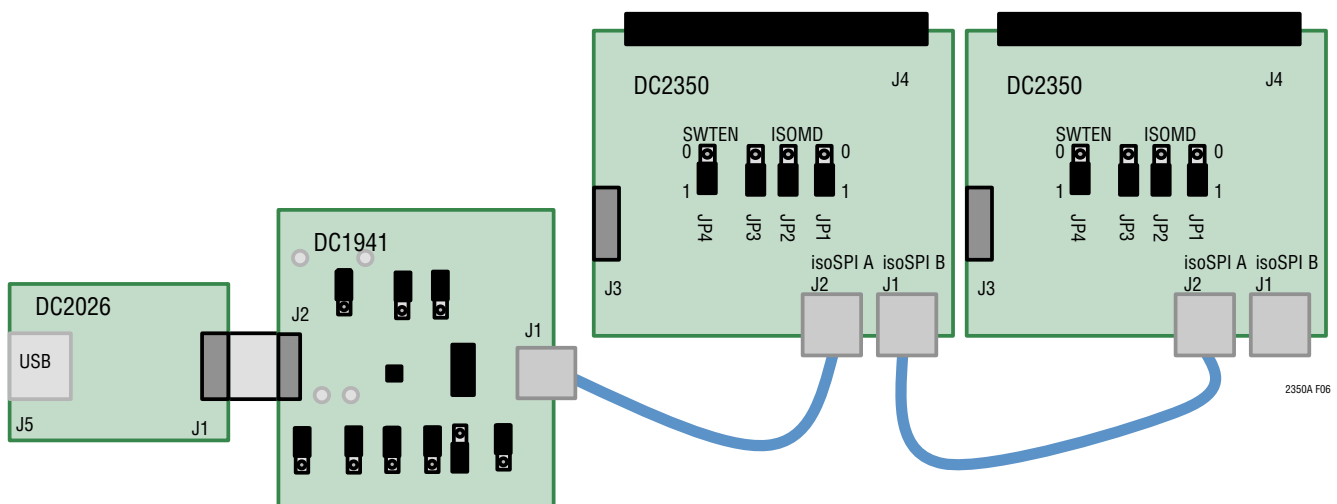 DC2350
J4
SWTEN ISOMD
0 0
1 1
JP4 JP3 JP2 JP1
isoSPI A isoSPI B
J3 J2 J1
DC2350
J4
SWTEN ISOMD
0 0
1 1
JP4 JP3 JP2 JP1
isoSPI A isoSPI B
J3 J2 J1
DC1941
J2
J1
DC2026
USB
J5 J1
2350A F06